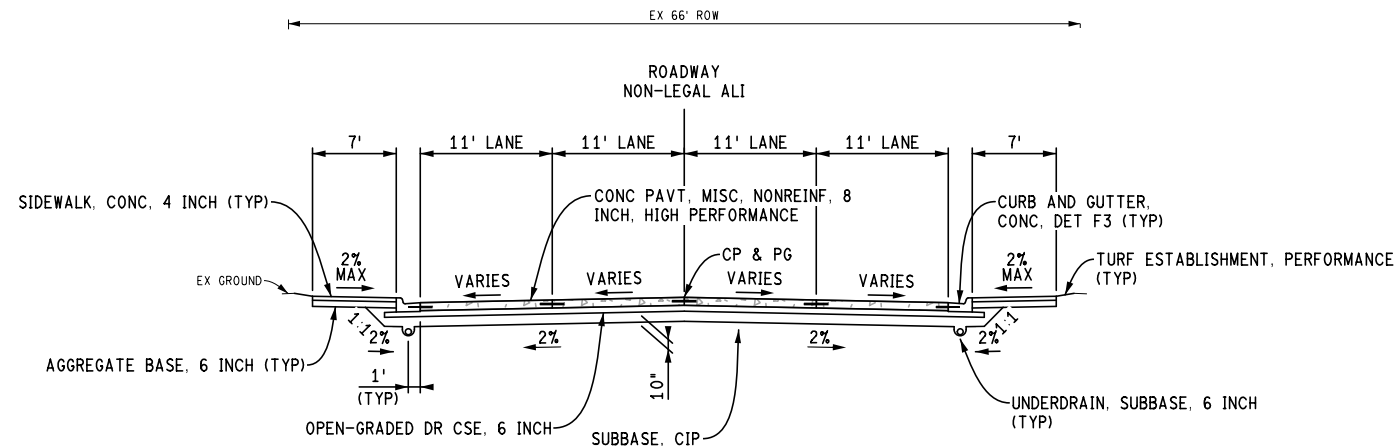 EX 66' ROW
ROADWAY
NON-LEGAL ALI
7'
11' LANE
11' LANE
11' LANE
11' LANE
7'
SIDEWALK, CONC, 4 INCH (TYP)
CONC PAVT, MISC, NONREINF, 8
INCH, HIGH PERFORMANCE
CURB AND GUTTER,
CONC, DET F3 (TYP)
2%
MAX
EX GROUND
VARIES
VARIES
CP & PG
VARIES
VARIES
2%
MAX
TURF ESTABLISHMENT, PERFORMANCE
(TYP)
1:1
2%
2%
2%
2%
1:1
AGGREGATE BASE, 6 INCH (TYP)
1'
(TYP)
10"
OPEN-GRADED DR CSE, 6 INCH
SUBBASE, CIP
UNDERDRAIN, SUBBASE, 6 INCH
(TYP)